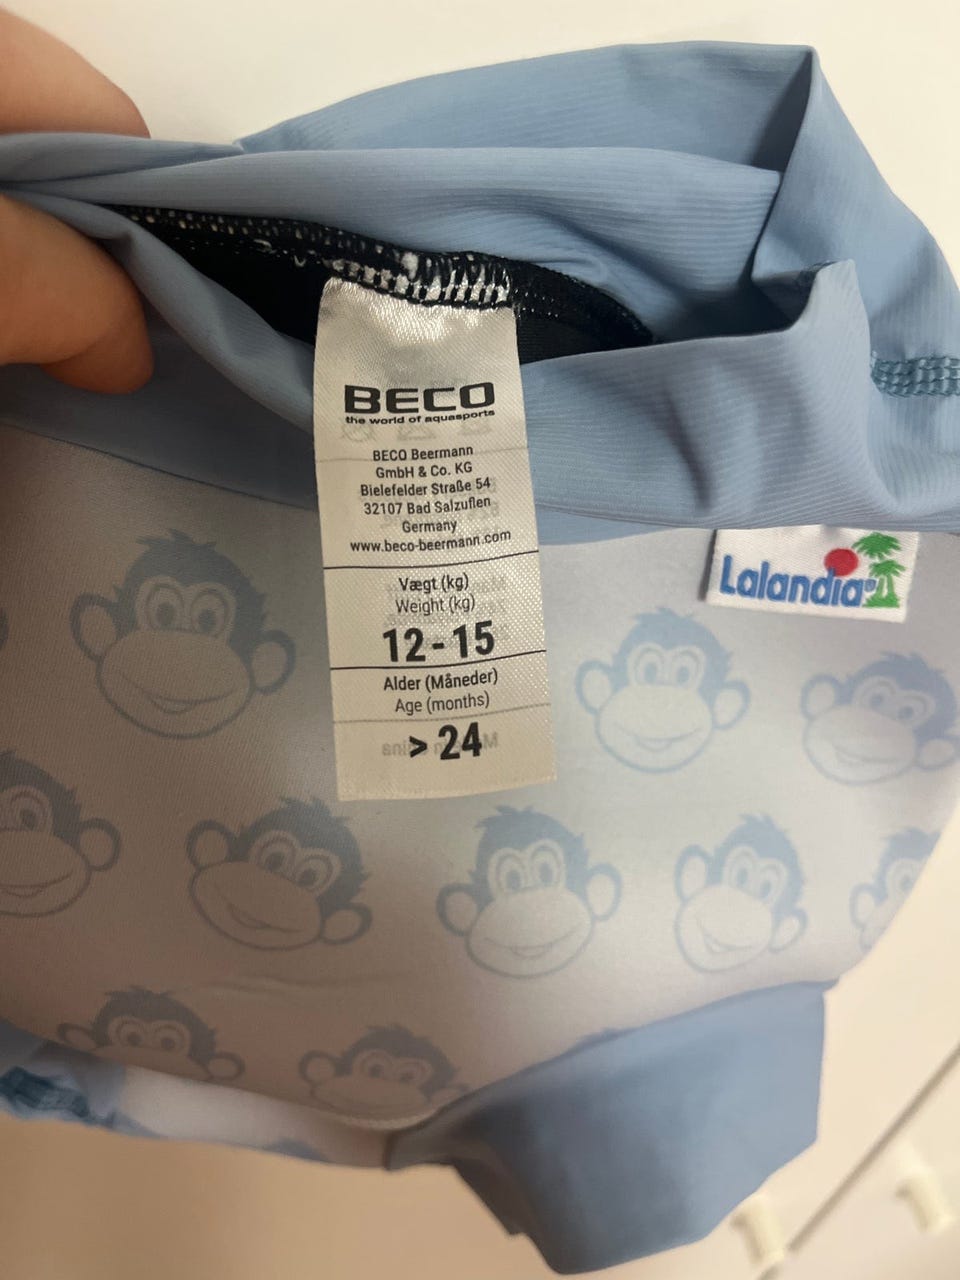 BECO
the world of aquasports
BECO Beermann
GmbH & Co. KG
Bielefelder Straße 54
32107 Bad Salzuflen
Germany
www.beco-beermann.com
Vægt (kg)
Weight (kg)
12-15
Alder (Måneder)
Age (months)
> 24
Lalandia®